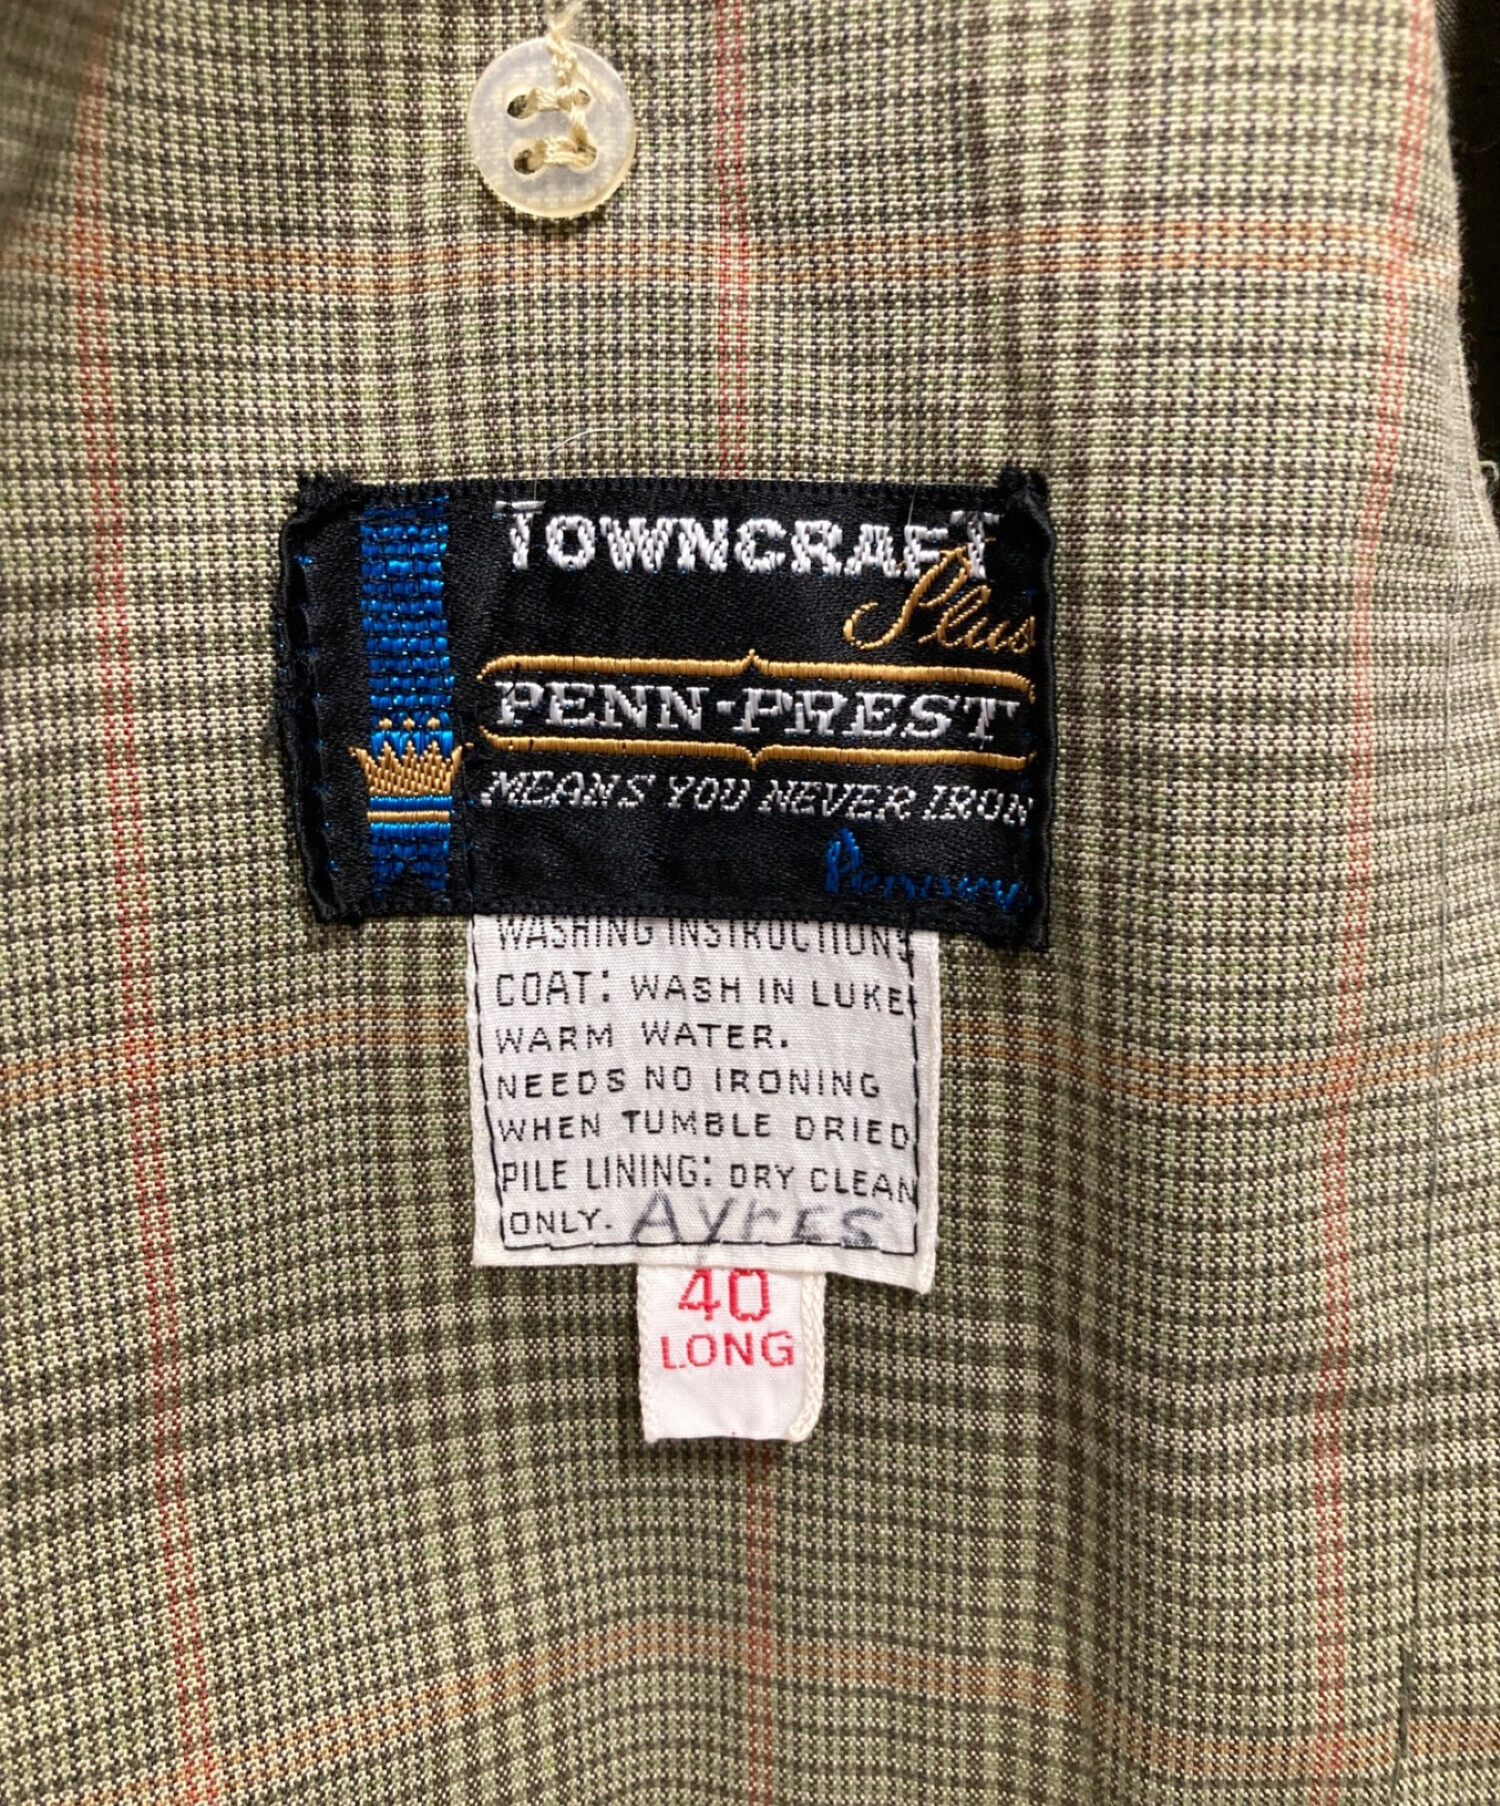 TOWNCRAFT
Plus
PENN-PREST
MEANS YOU NEVER IRON
Penneys
WASHING INSTRUCTIONS
COAT: WASH IN LUKE-
WARM WATER.
NEEDS NO IRONING
WHEN TUMBLE DRIED
PILE LINING: DRY CLEAN
ONLY. AyrES
40
LONG